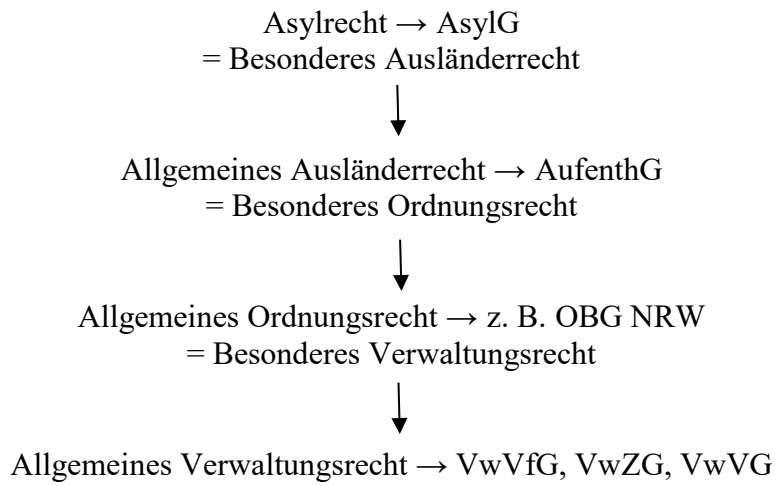 Asylrecht → AsylG
= Besonderes Ausländerrecht
Allgemeines Ausländerrecht → AufenthG
= Besonderes Ordnungsrecht
Allgemeines Ordnungsrecht → z. B. OBG NRW
= Besonderes Verwaltungsrecht
Allgemeines Verwaltungsrecht → VwVfG, VwZG, VwVG